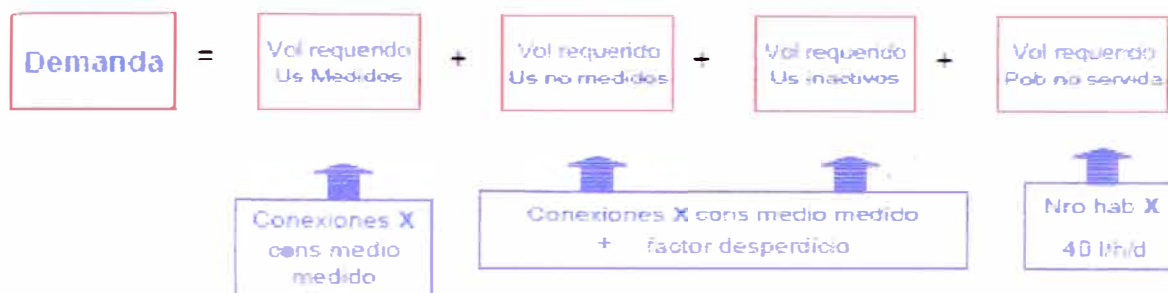 Demanda
=
Vol requerido
Us Medidos
+
Vol requerido
Us no medidos
+
Vol requerido
Us inactivos
+
Vol requerido
Pob no servida
Conexiones X
cons medio
medido
Conexiones X cons medio medido
+ factor desperdicio
Nro hab X
40 l/h/d